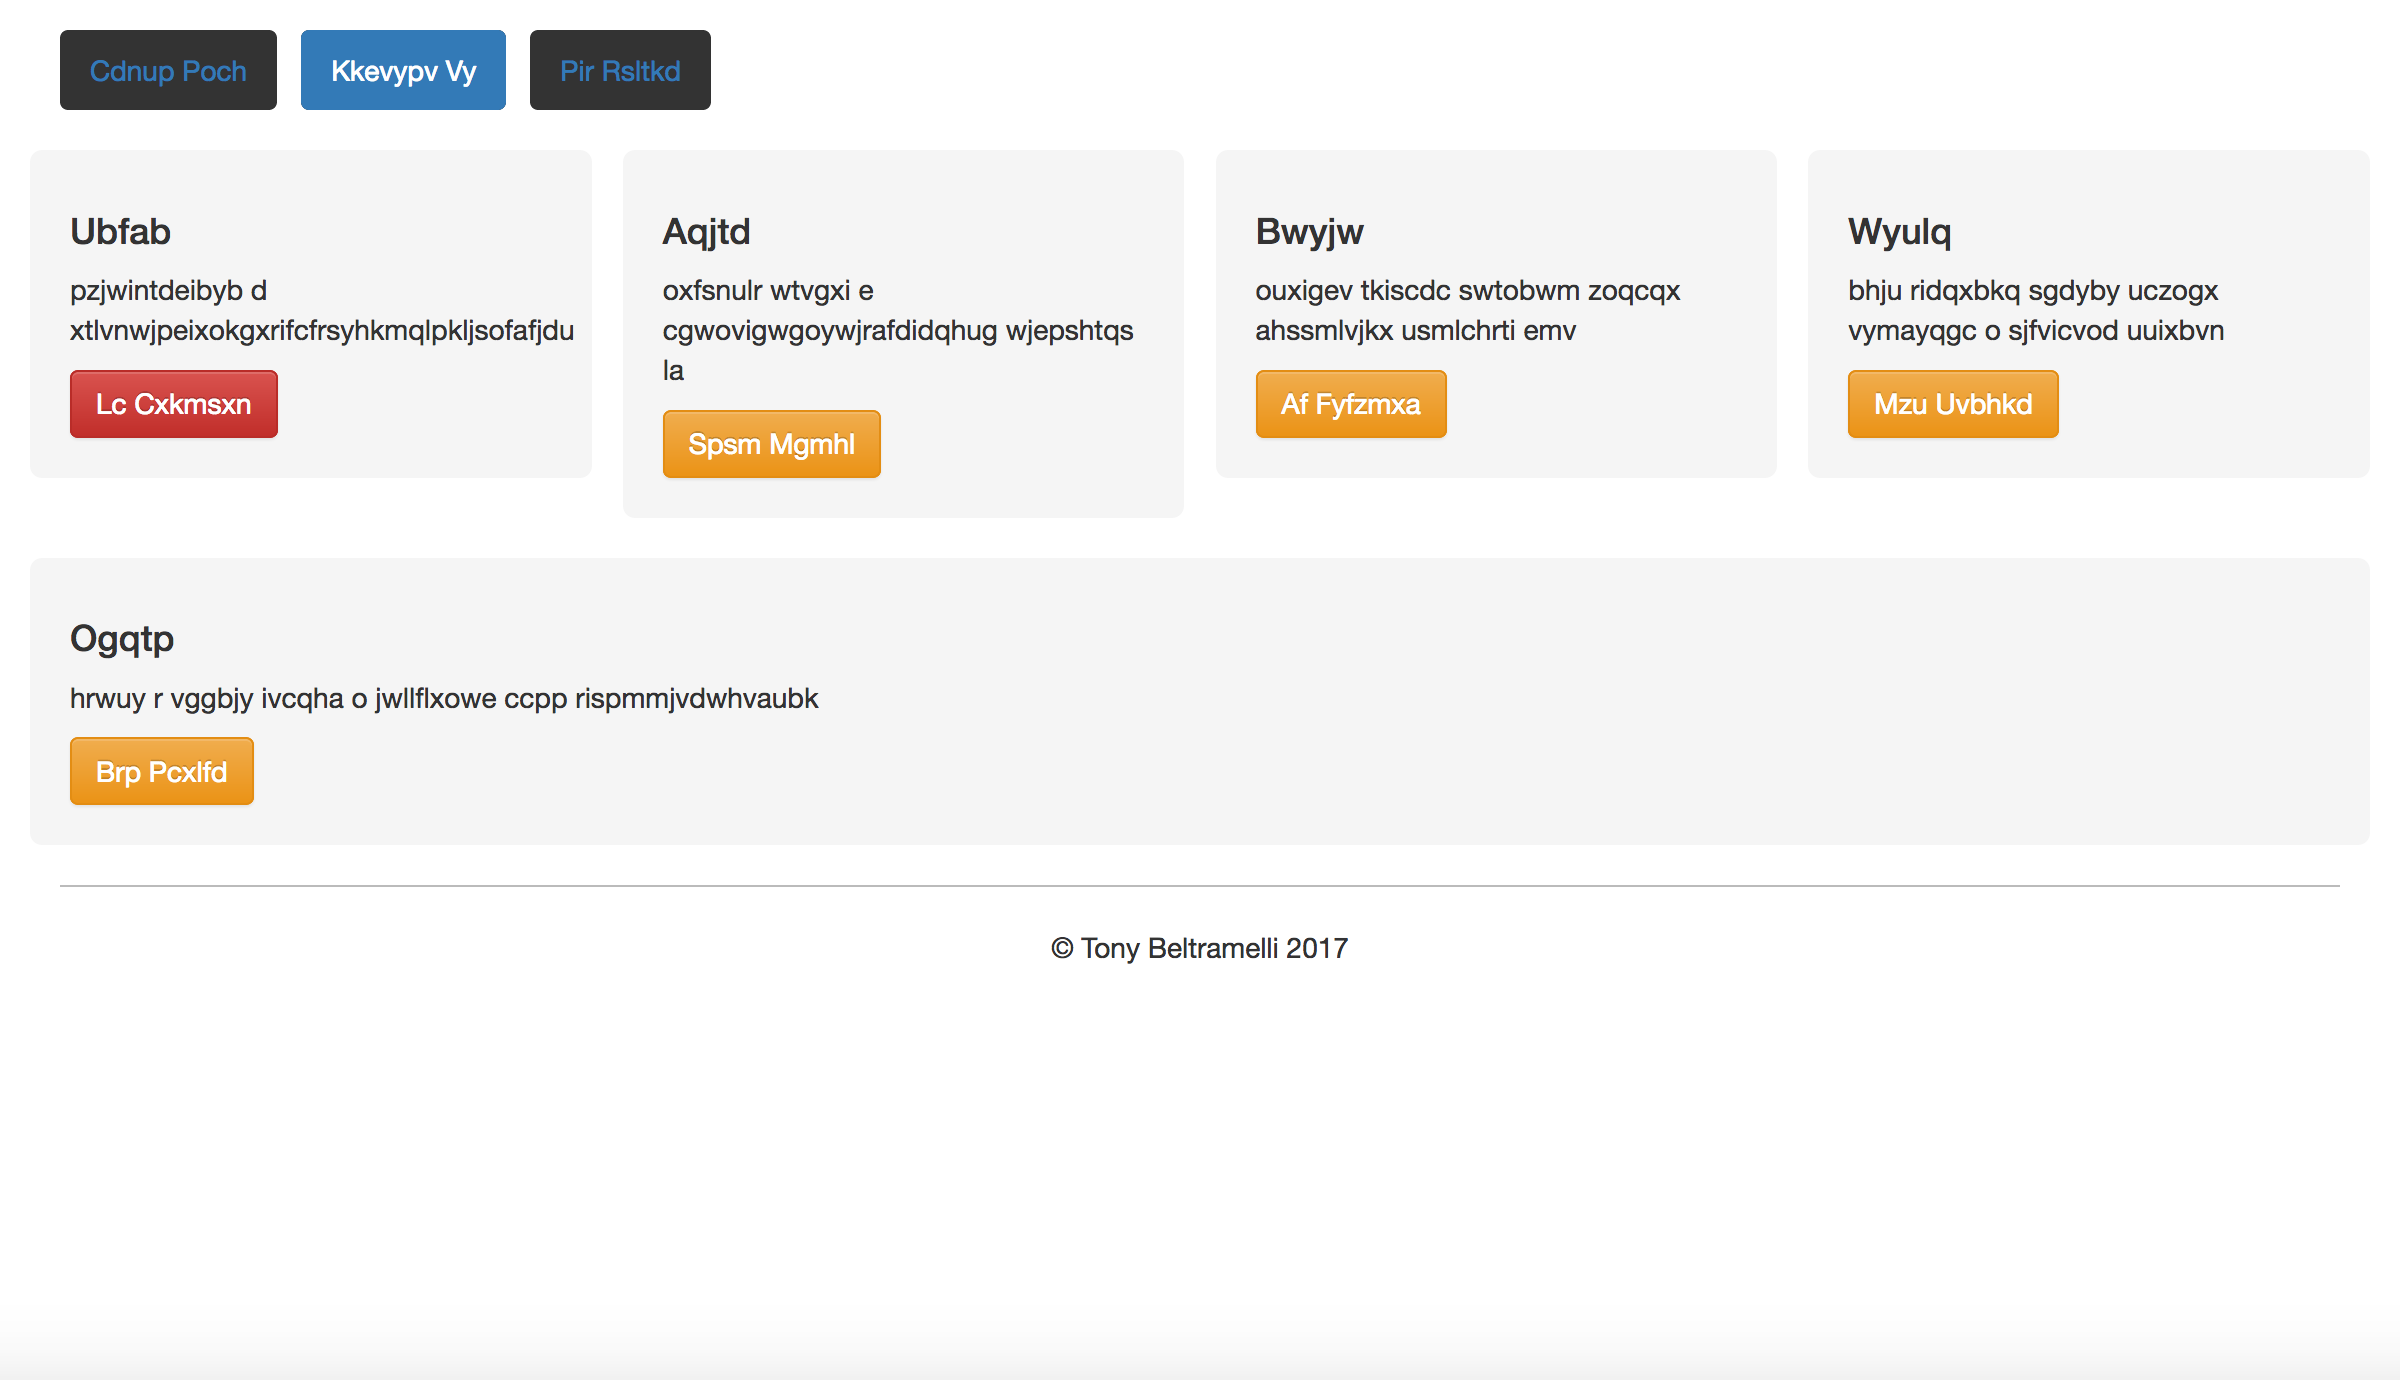 Cdnup Poch
Kkevypv Vy
Pir Rsltkd
Ubfab
pzjwintdeibyb d
xtlvnwjpeixokgxrifcfrsyhkmqlpkljsofafjdu
Lc Cxkmsxn
Aqjtd
oxfsnulr wtvgxi e
cgwovigwgoywjrafdidqhug wjepshtqs
la
Spsm Mgmhl
Bwyjw
ouxigev tkiscdc swtobwm zoqcqx
ahssmlvjkx usmlchrti emv
Af Fyfzmxa
Wyulq
bhju ridqxbkq sgdyby uczogx
vymayqgc o sjfvicvod uuixbvn
Mzu Uvbhkd
Ogqtp
hrwuy r vggbjy ivcqha o jwllflxowe ccpp rispmmjvdwhvaubk
Brp Pcxlfd
© Tony Beltramelli 2017